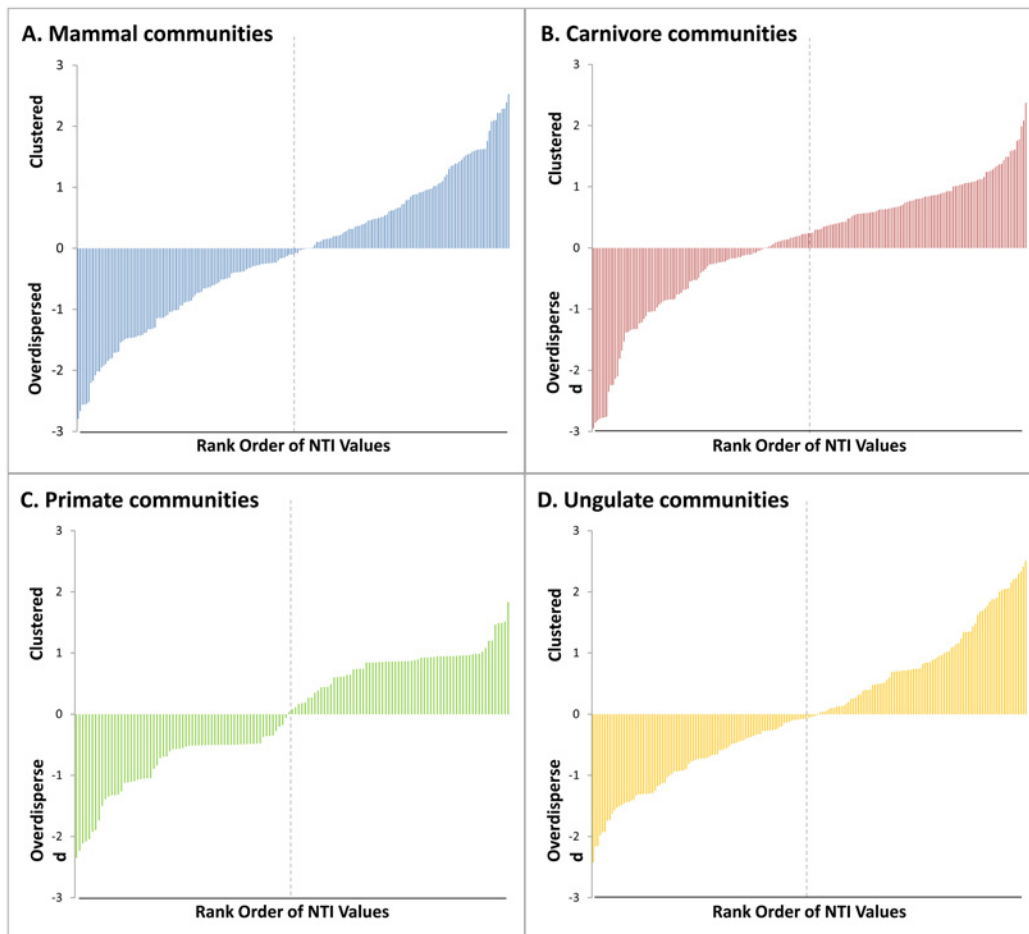 A. Mammal communities
3
2
1
0
-1
-2
-3
Clustered
Overdispersed
Rank Order of NTI Values
B. Carnivore communities
3
2
1
0
-1
-2
-3
Clustered
Overdisperse
d
Rank Order of NTI Values
C. Primate communities
3
2
1
0
-1
-2
-3
Clustered
Overdisperse
d
Rank Order of NTI Values
D. Ungulate communities
3
2
1
0
-1
-2
-3
Clustered
Overdisperse
d
Rank Order of NTI Values